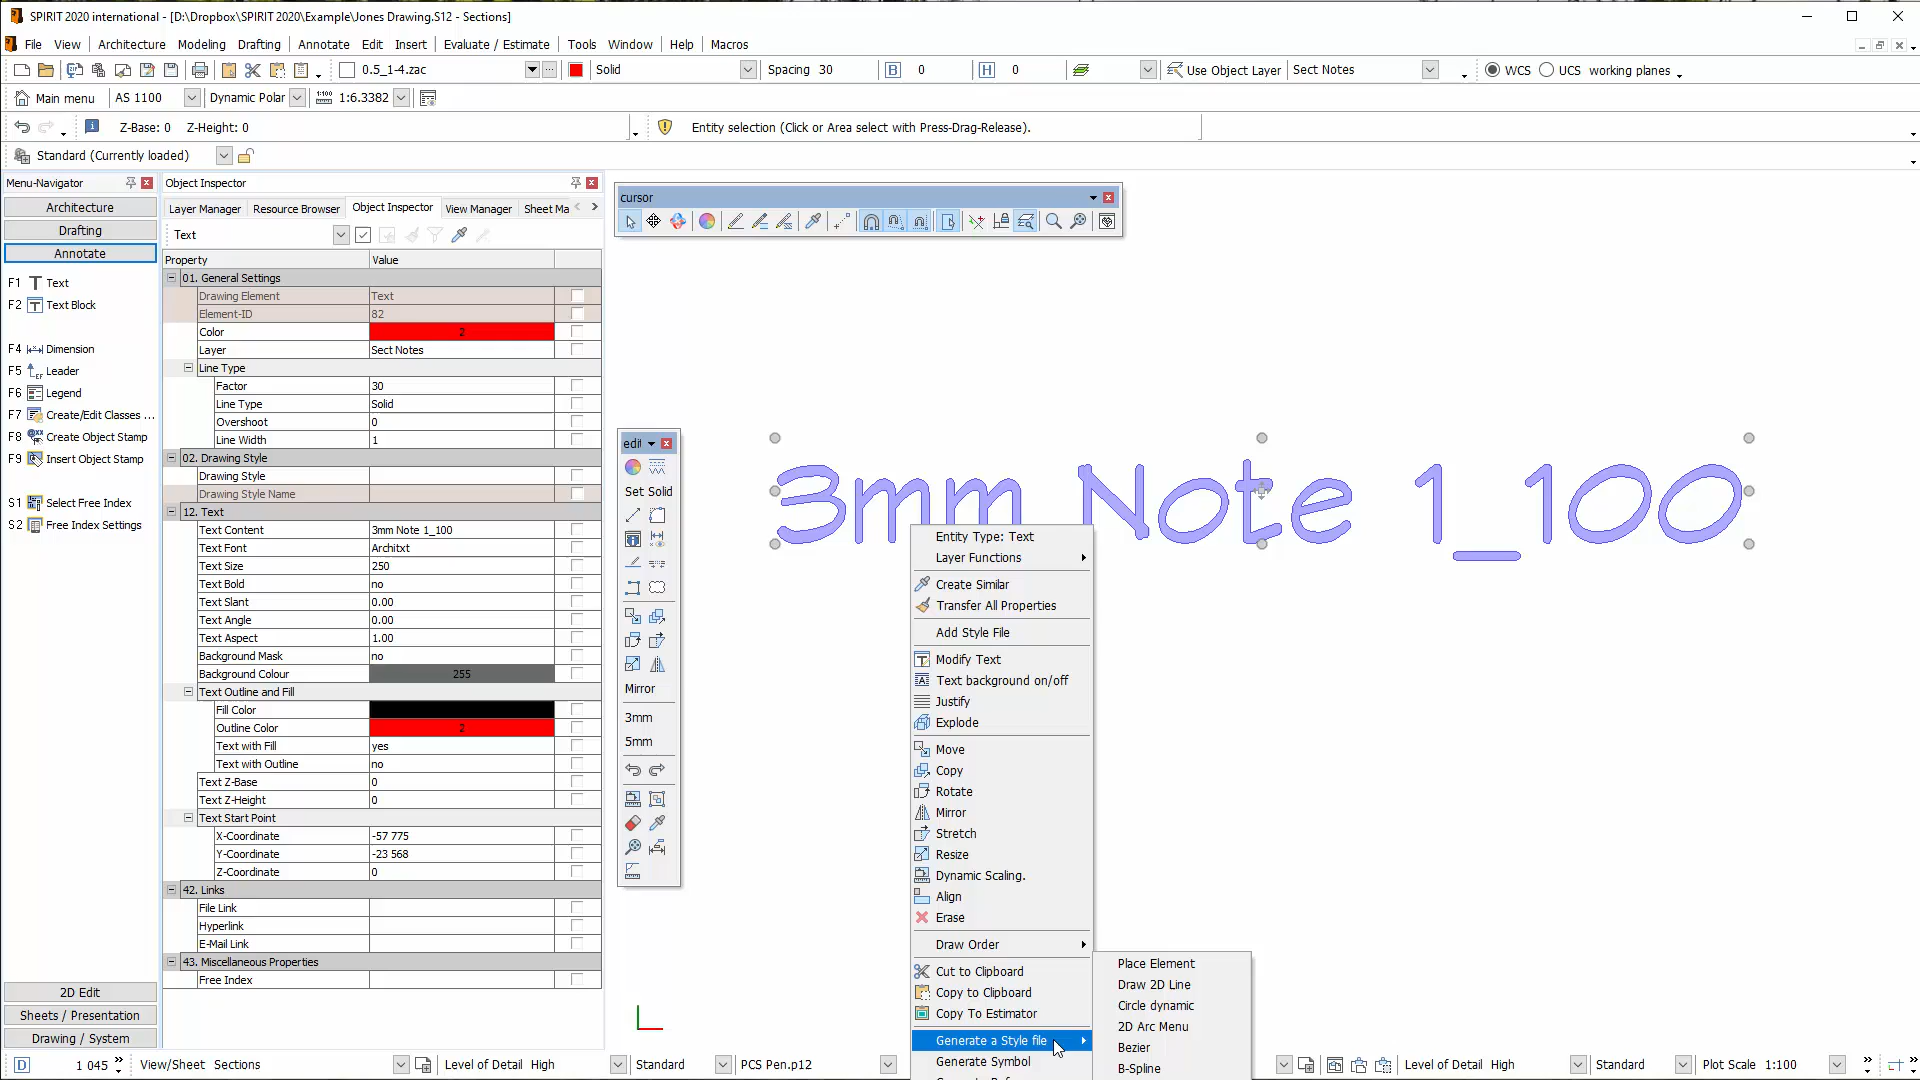 SPIRIT 2020 international - [D:\Dropbox\SPIRIT 2020\Example\Jones Drawing.S12 - Sections]
File View Architecture Modeling Drafting Annotate Edit Insert Evaluate / Estimate Tools Window Help Macros
0.5_1-4.zac Solid Spacing 30 B 0 H 0 Use Object Layer Sect Notes WCS UCS working planes
Main menu AS 1100 Dynamic Polar 1:6.3382
Z-Base: 0 Z-Height: 0 Entity selection (Click or Area select with Press-Drag-Release).
Standard (Currently loaded)
Menu-Navigator
Architecture
Drafting
Annotate
F1 Text
F2 Text Block
F4 Dimension
F5 Leader
F6 Legend
F7 Create/Edit Classes ...
F8 Create Object Stamp
F9 Insert Object Stamp
S1 Select Free Index
S2 Free Index Settings
2D Edit
Sheets / Presentation
Drawing / System
Object Inspector
Layer Manager Resource Browser Object Inspector View Manager Sheet Ma
Text
Property Value
01. General Settings
Drawing Element Text
Element-ID 82
Color 2
Layer Sect Notes
Line Type
Factor 30
Line Type Solid
Overshoot 0
Line Width 1
02. Drawing Style
Drawing Style
Drawing Style Name
12. Text
Text Content 3mm Note 1_100
Text Font Architxt
Text Size 250
Text Bold no
Text Slant 0.00
Text Angle 0.00
Text Aspect 1.00
Background Mask no
Background Colour 255
Text Outline and Fill
Fill Color
Outline Color 2
Text with Fill yes
Text with Outline no
Text Z-Base 0
Text Z-Height 0
Text Start Point
X-Coordinate -57 775
Y-Coordinate -23 568
Z-Coordinate 0
42. Links
File Link
Hyperlink
E-Mail Link
43. Miscellaneous Properties
Free Index
cursor
edit
Set Solid
Mirror
3mm
5mm
3mm Note 1_100
Entity Type: Text
Layer Functions
Create Similar
Transfer All Properties
Add Style File
Modify Text
Text background on/off
Justify
Explode
Move
Copy
Rotate
Mirror
Stretch
Resize
Dynamic Scaling.
Align
Erase
Draw Order
Cut to Clipboard
Copy to Clipboard
Copy To Estimator
Generate a Style file
Generate Symbol
Place Element
Draw 2D Line
Circle dynamic
2D Arc Menu
Bezier
B-Spline
D 1 045 View/Sheet Sections Level of Detail High Standard PCS Pen.p12 Level of Detail High Standard Plot Scale 1:100